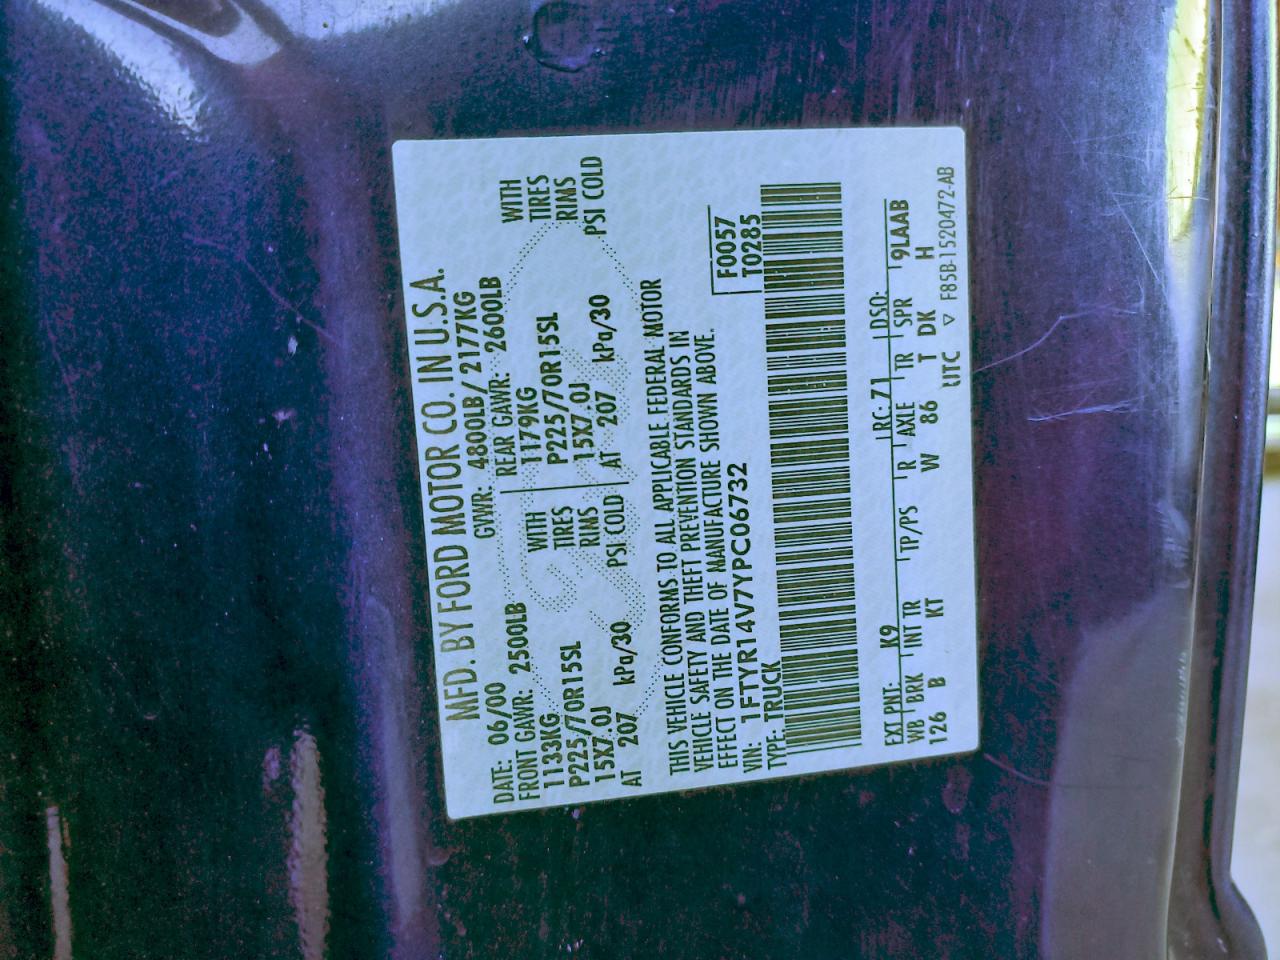 MFD. BY FORD MOTOR CO. IN U.S.A.
DATE: 06/00 GVWR: 4800LB/2177KG
FRONT GAWR: 2500LB REAR GAWR: 2600LB
1133KG WITH 1179KG WITH
P225/70R15SL TIRES P225/70R15SL TIRES
15X7.0J RIMS 15X7.0J RIMS
AT 207 kPa/30 PSI COLD AT 207 kPa/30 PSI COLD
THIS VEHICLE CONFORMS TO ALL APPLICABLE FEDERAL MOTOR
VEHICLE SAFETY AND THEFT PREVENTION STANDARDS IN
EFFECT ON THE DATE OF MANUFACTURE SHOWN ABOVE.
VIN: 1FTYR14V7YPC06732 F0057
TYPE: TRUCK T0285
EXT PNT: K9 RC: 71 DSO:
WB BRK INT TR TP/PS R AXLE TR SPR 9LAAB
126 B KT W 86 T DK H
UTC ▽ F85B-1520472-AB